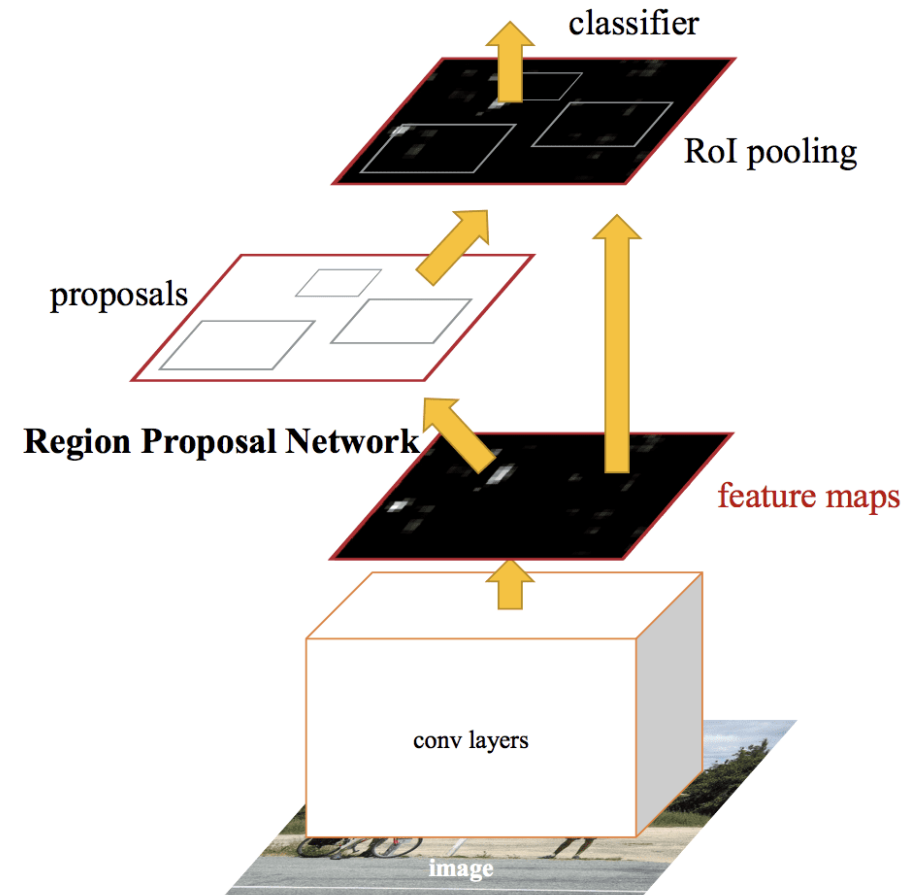 classifier
RoI pooling
proposals
Region Proposal Network
feature maps
conv layers
image